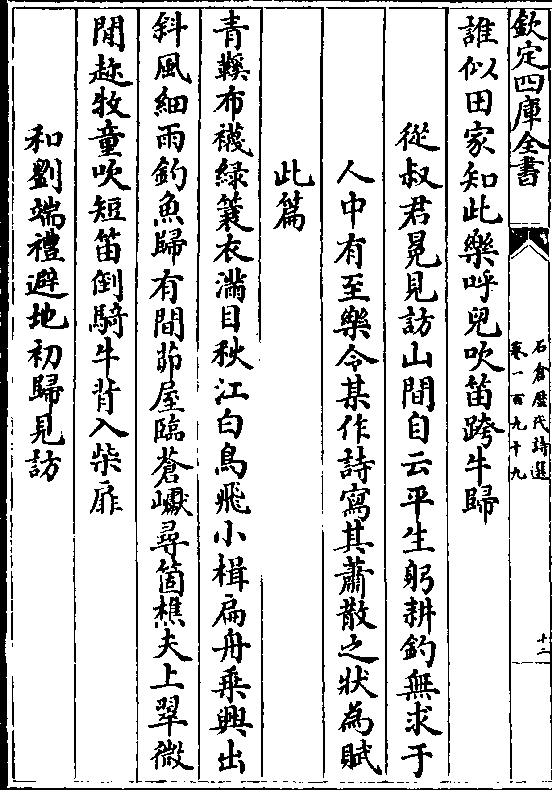 欽定四庫全書
石倉歷代詩選
卷一百九十九
十二
誰似田家知此樂呼兒吹笛跨牛歸
從叔君晃見訪山間自云平生躬耕釣無求于
人中有至樂令某作詩寫其蕭散之狀為賦
此篇
青鞵布襪綠蓑衣滿目秋江白鳥飛小楫扁舟乗興出
斜風細雨釣魚歸有間茆屋臨蒼巘尋箇樵夫上翠微
閒趂牧童吹短笛倒騎牛背入柴扉
和劉端禮避地初歸見訪